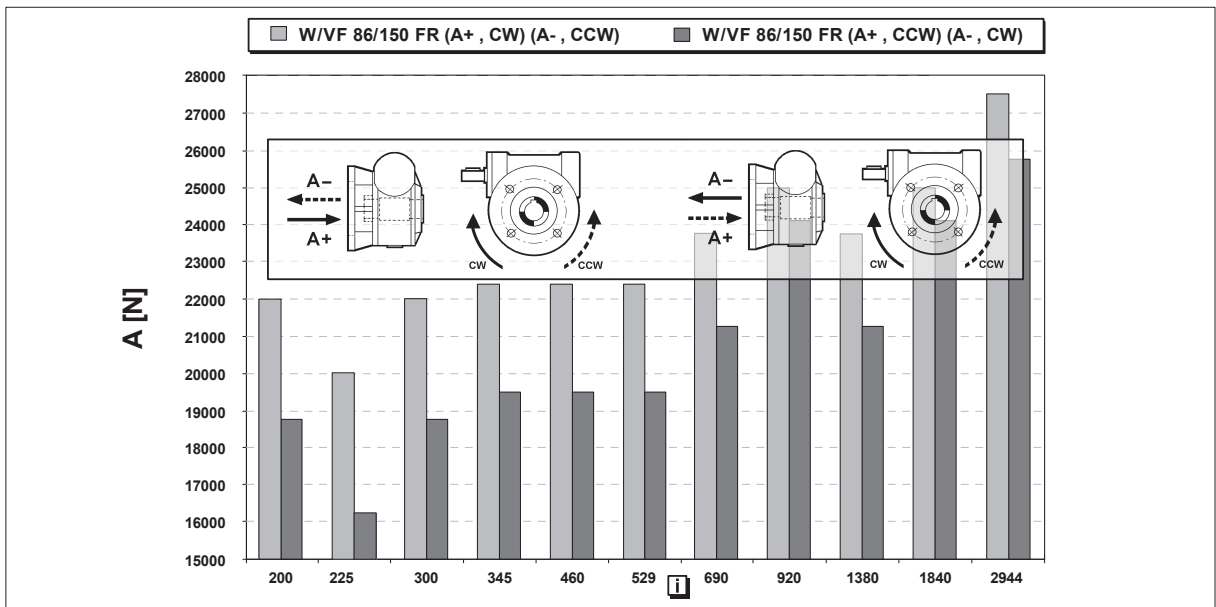 W/VF 86/150 FR (A+ , CW) (A- , CCW) W/VF 86/150 FR (A+ , CCW) (A- , CW)
28000
27000
26000
25000
24000
23000
22000
21000
20000
19000
18000
17000
16000
15000
A [N]
A− A−
A+ A+
CW CCW CW CCW
200 225 300 345 460 529 690 920 1380 1840 2944
i